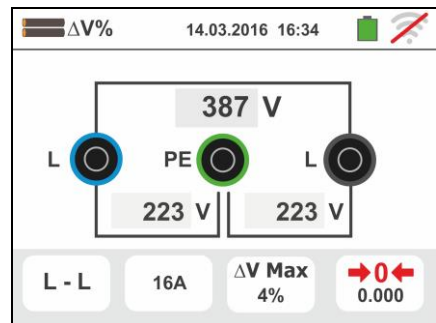 ΔV% 14.03.2016 16:34
387 V
L PE L
223 V 223 V
L - L 16A ΔV Max 4% 0 0.000